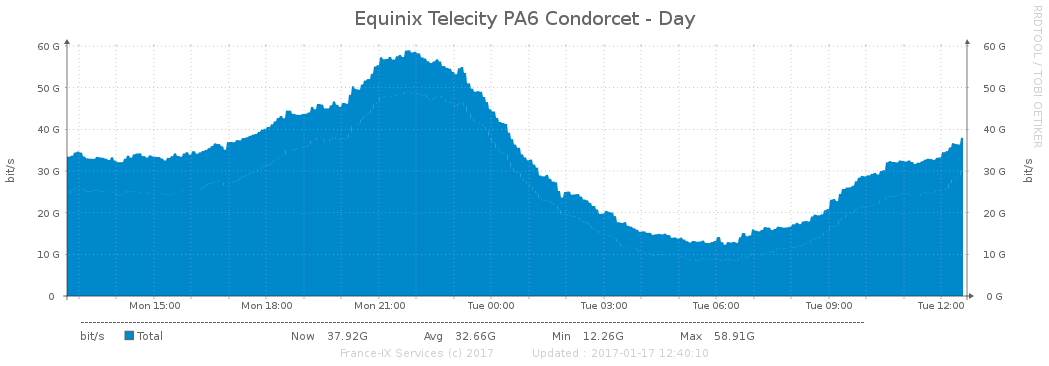 Equinix Telecity PA6 Condorcet - Day
RRDTOOL / TOBI OETIKER
60 G 60 G
50 G 50 G
40 G 40 G
30 G 30 G
20 G 20 G
10 G 10 G
0 0 G
bit/s
bit/s
Mon 15:00 Mon 18:00 Mon 21:00 Tue 00:00 Tue 03:00 Tue 06:00 Tue 09:00 Tue 12:00
bit/s Total Now 37.92G Avg 32.66G Min 12.26G Max 58.91G
France-IX Services (c) 2017 Updated : 2017-01-17 12:40:10